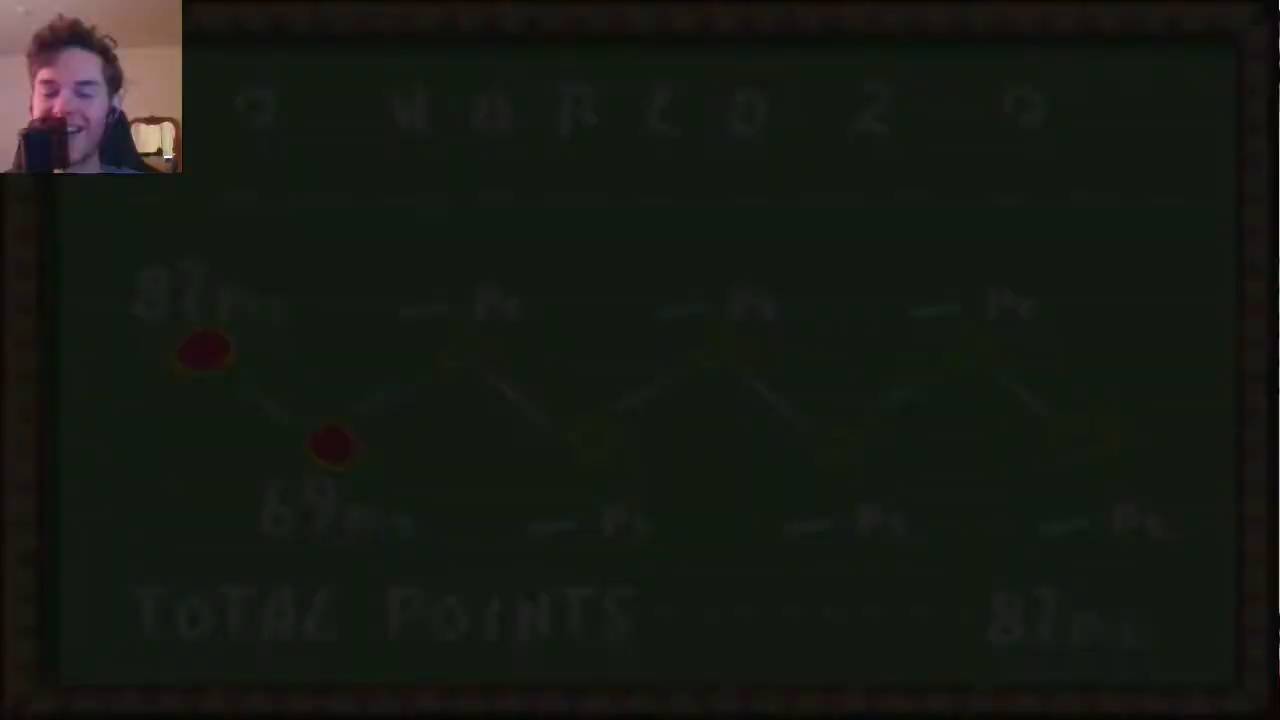 ♡ WORLD 2 ♡
87PTS — PTS — PTS — PTS
69PTS — PTS — PTS — PTS
TOTAL POINTS 87PTS